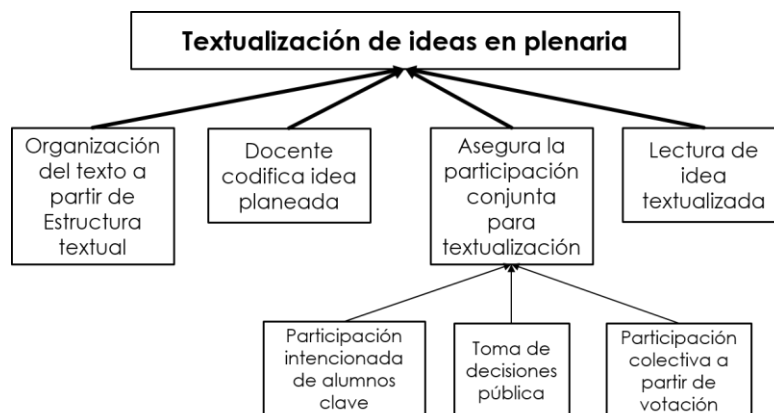 Textualización de ideas en plenaria
Organización
del texto a
partir de
Estructura
textual
Docente
codifica idea
planeada
Asegura la
participación
conjunta
para
textualización
Lectura de
idea
textualizada
Participación
intencionada
de alumnos
clave
Toma de
decisiones
pública
Participación
colectiva a
partir de
votación